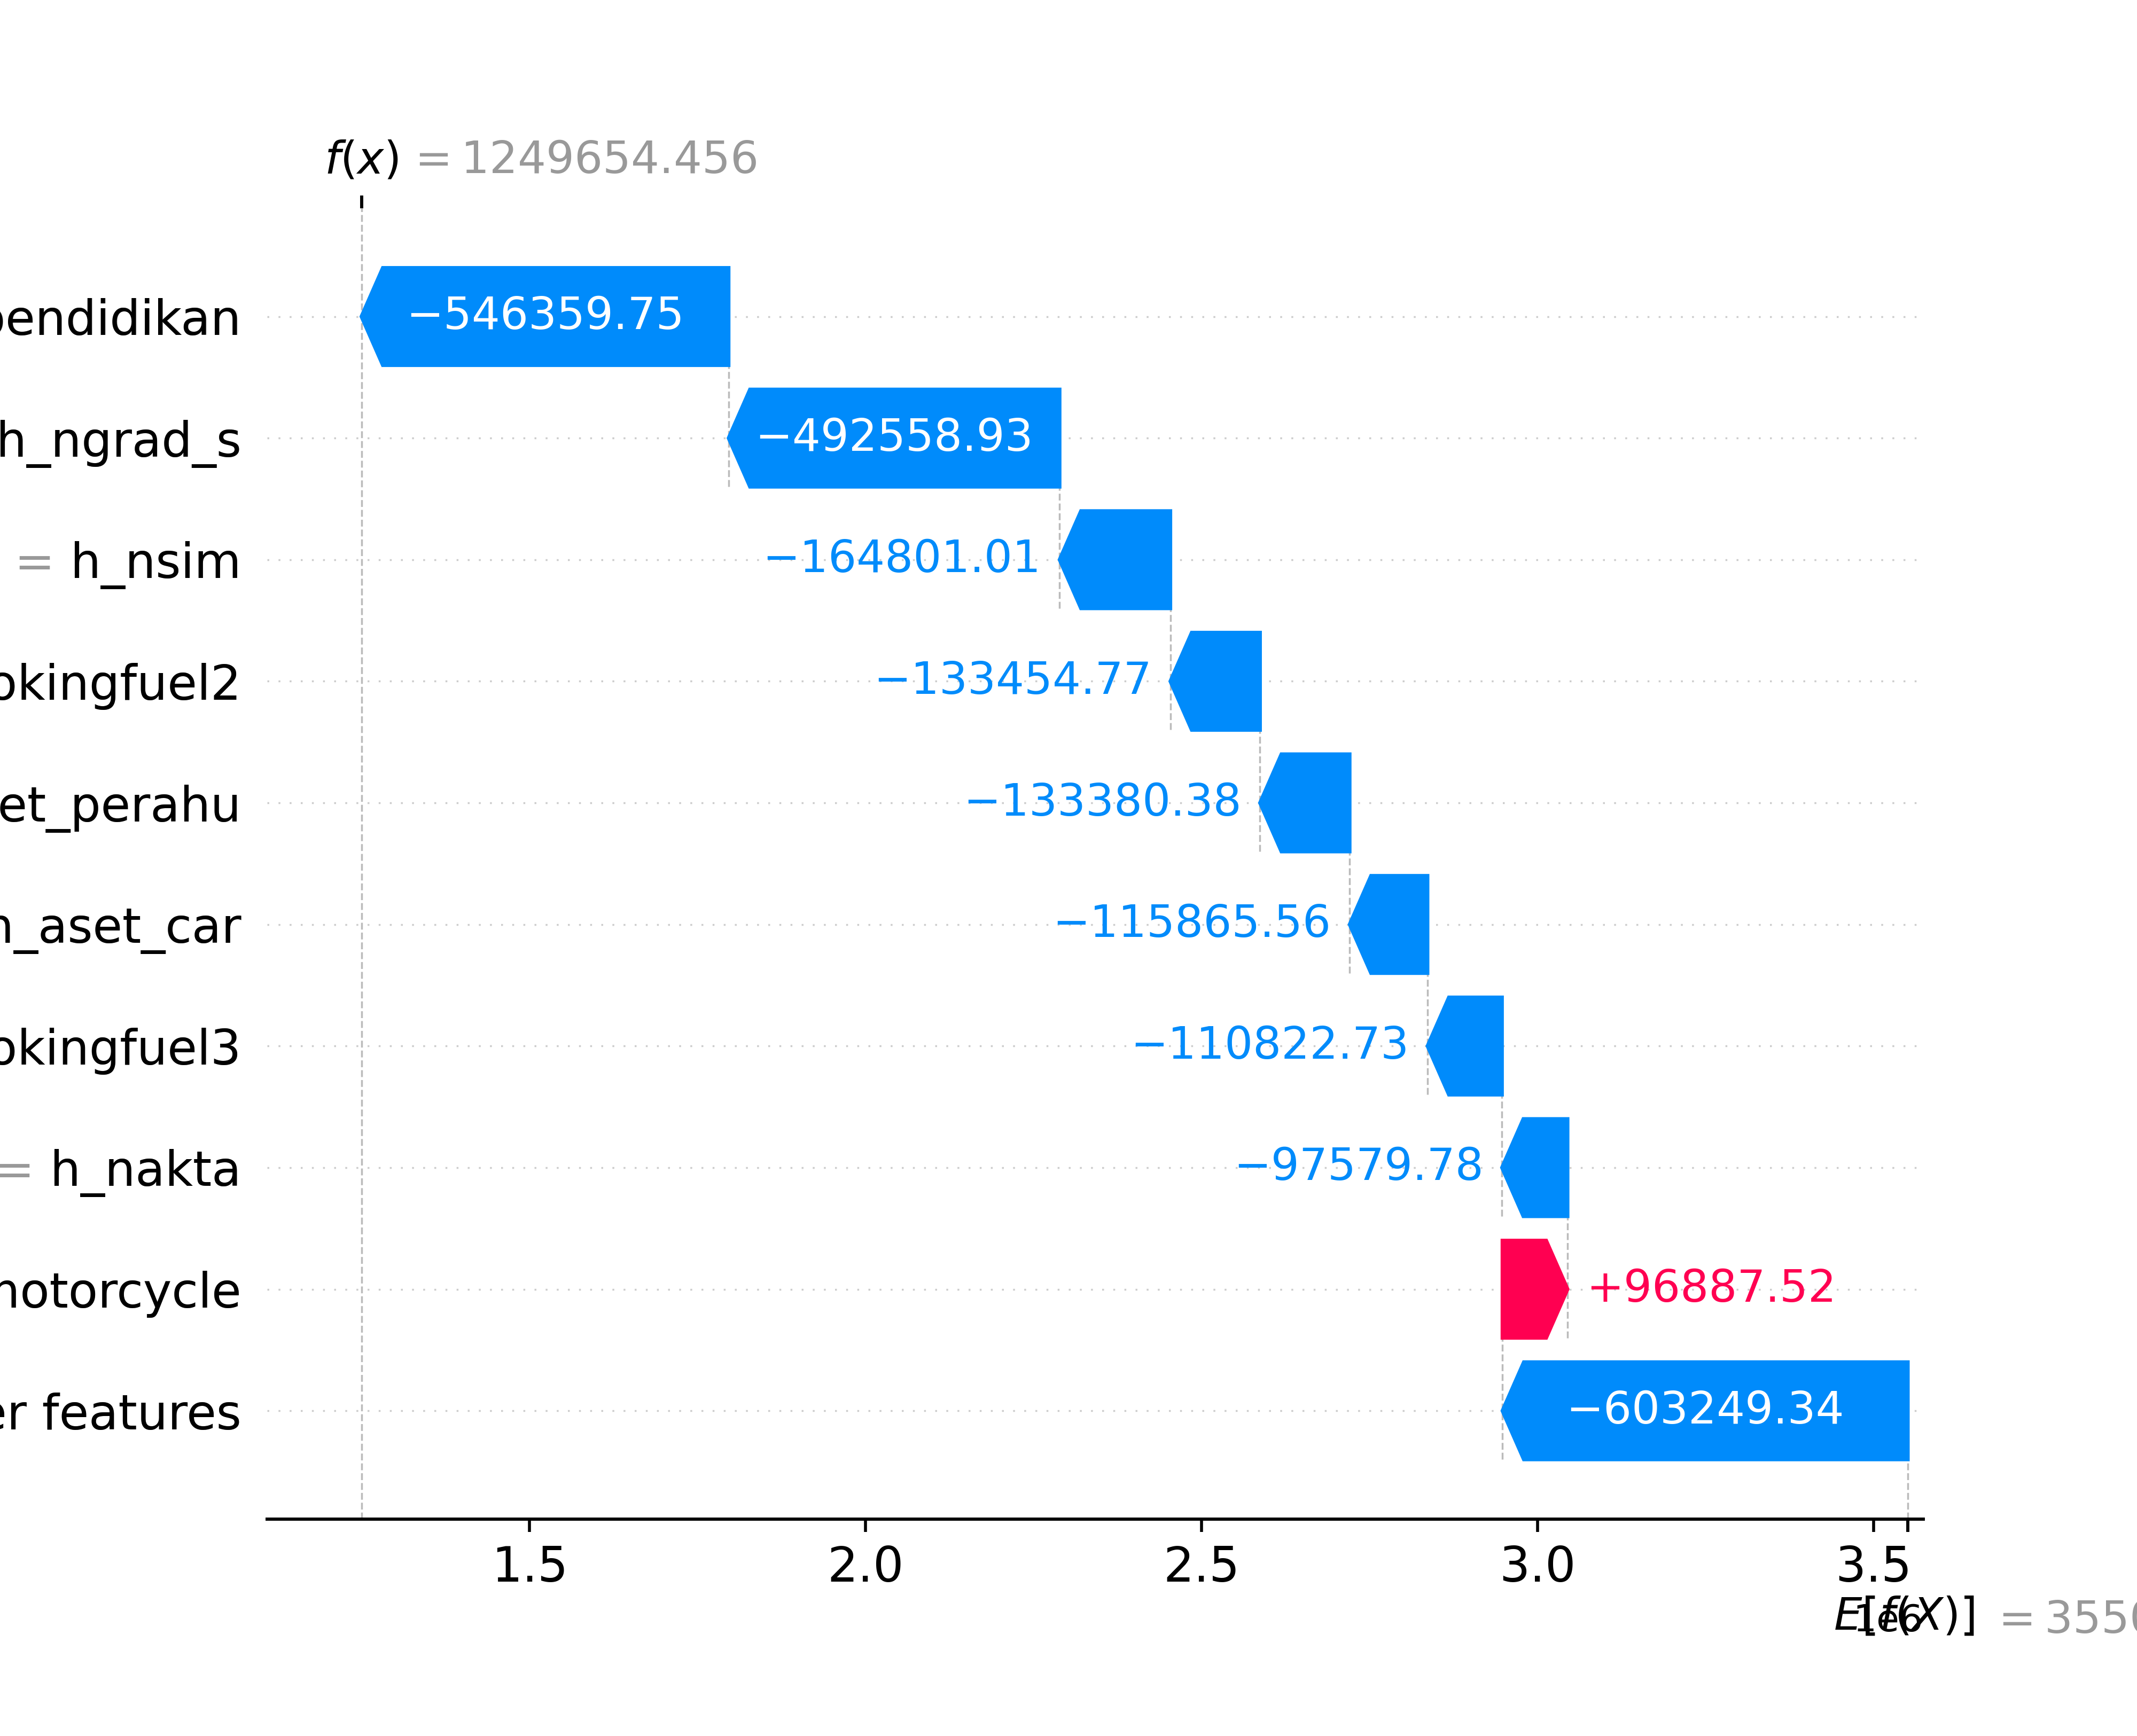 f(x) = 1249654.456
pendidikan −546359.75
h_ngrad_s −492558.93
= h_nsim −164801.01
okingfuel2 −133454.77
et_perahu −133380.38
h_aset_car −115865.56
okingfuel3 −110822.73
= h_nakta −97579.78
motorcycle +96887.52
er features −603249.34
1.5 2.0 2.5 3.0 3.5
1e6
E[f(X)] = 3550